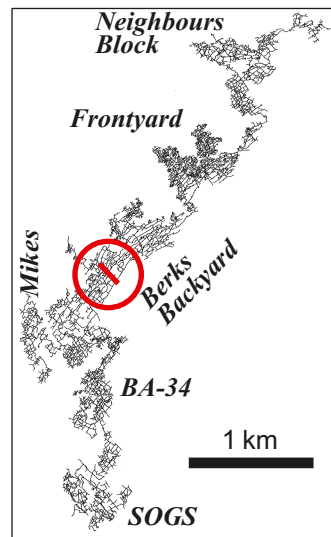 Neighbours
Block
Frontyard
Mikes
Berks
Backyard
BA-34
1 km
SOGS